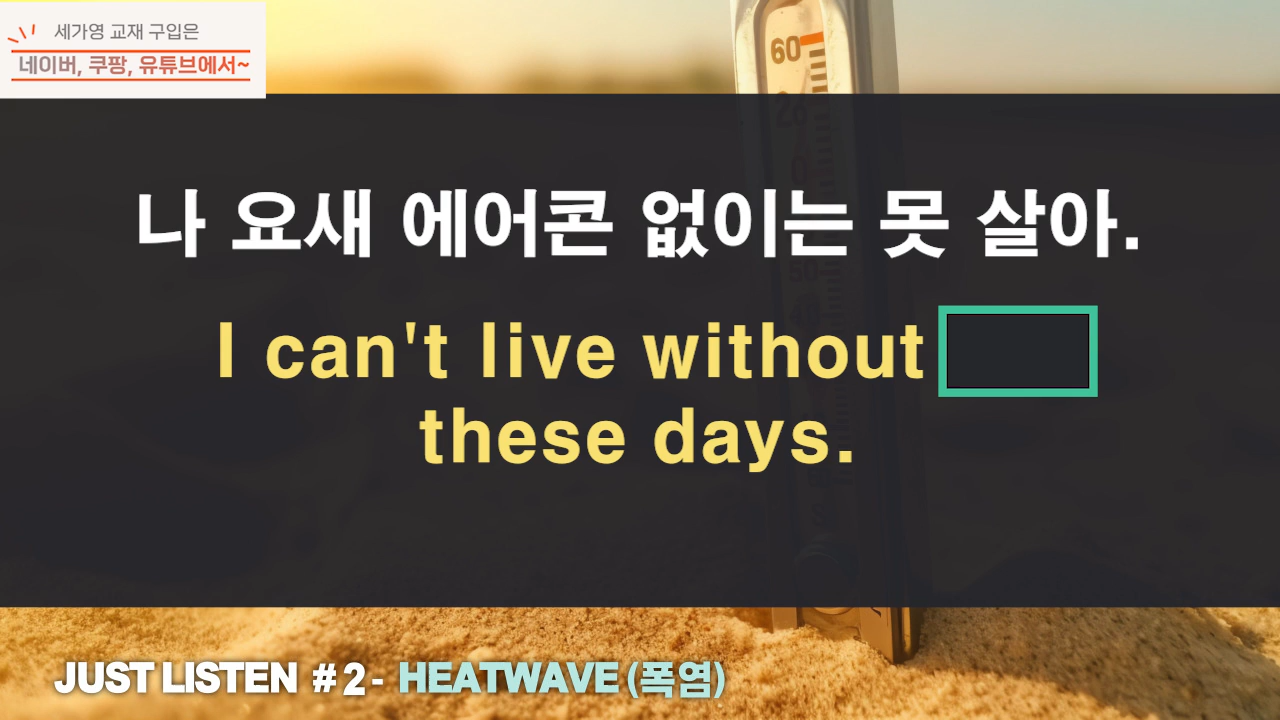 세가영 교재 구입은
네이버, 쿠팡, 유튜브에서~
60
나 요새 에어콘 없이는 못 살아.
I can't live without
these days.
JUST LISTEN #2- HEATWAVE (폭염)